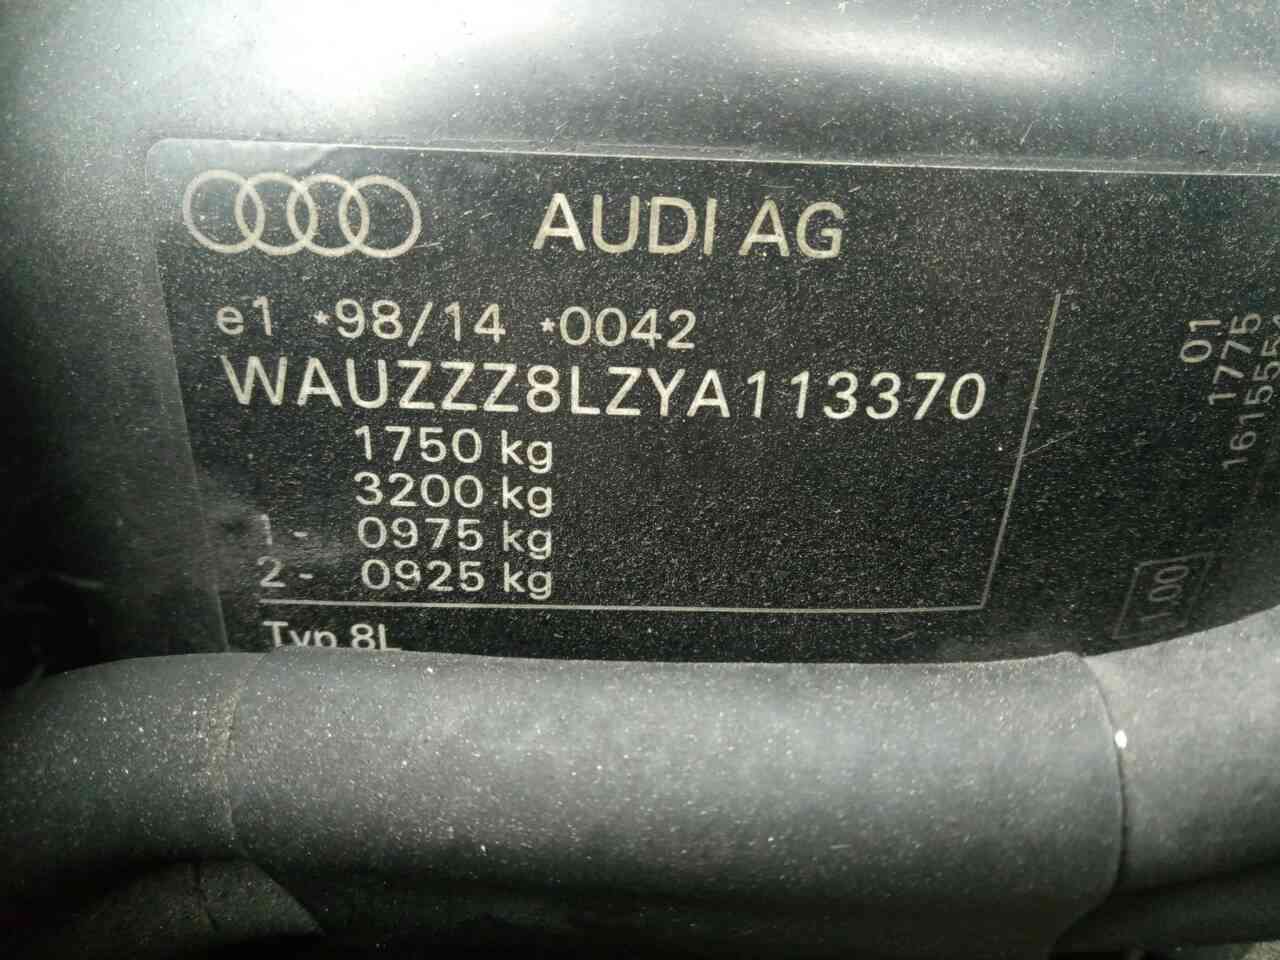 AUDI AG
e1 *98/14 *0042
WAUZZZ8LZYA113370
1750 kg
3200 kg
1- 0975 kg
2- 0925 kg
Typ 8L
01
1775
1.00